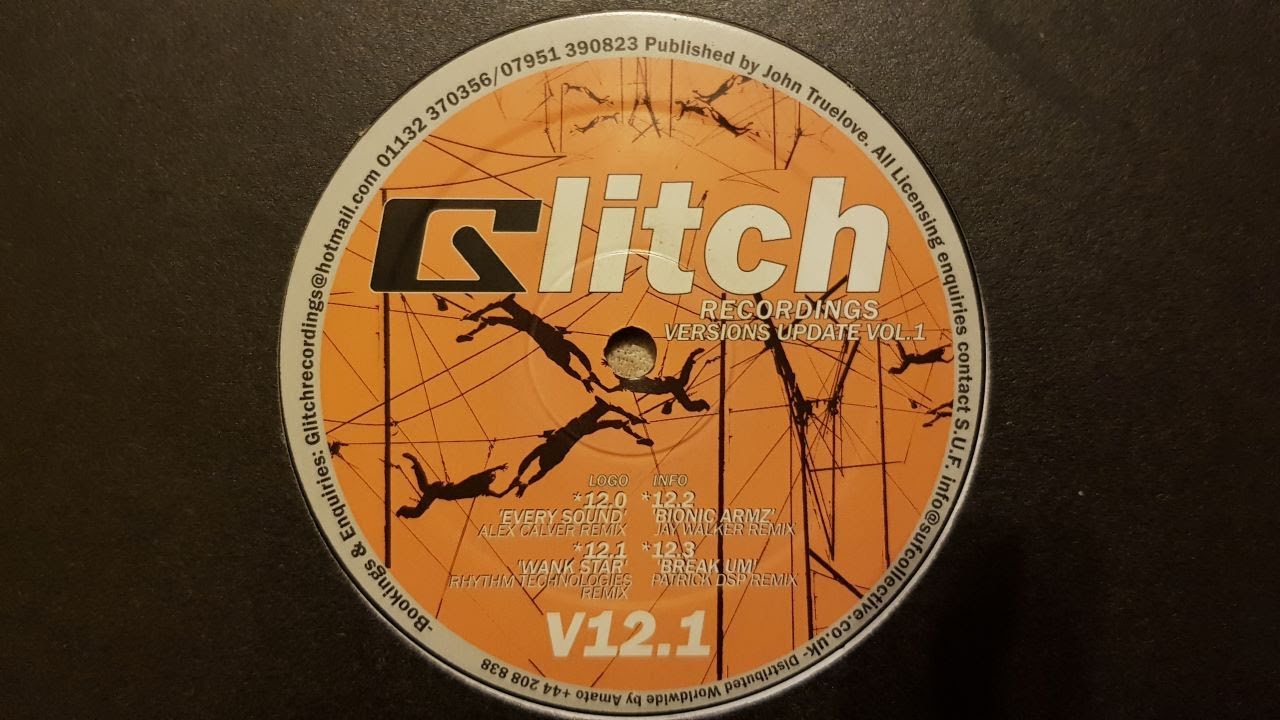 -Bookings & Enquiries: Glitchrecordings@hotmail.com 01132 370356/07951 390823 Published by John Truelove. All Licensing enquiries contact S.U.F. info@sufcollective.co.uk- Distributed Worldwide by Amato +44 208 838
Glitch
RECORDINGS
VERSIONS UPDATE VOL.1
LOGO INFO
*12.0 *12.2
'EVERY SOUND' 'BIONIC ARMZ'
ALEX CALVER REMIX JAY WALKER REMIX
*12.1 *12.3
'WANK STAR' 'BREAK UM'
RHYTHM TECHNOLOGIES PATRICK DSP REMIX
REMIX
V12.1